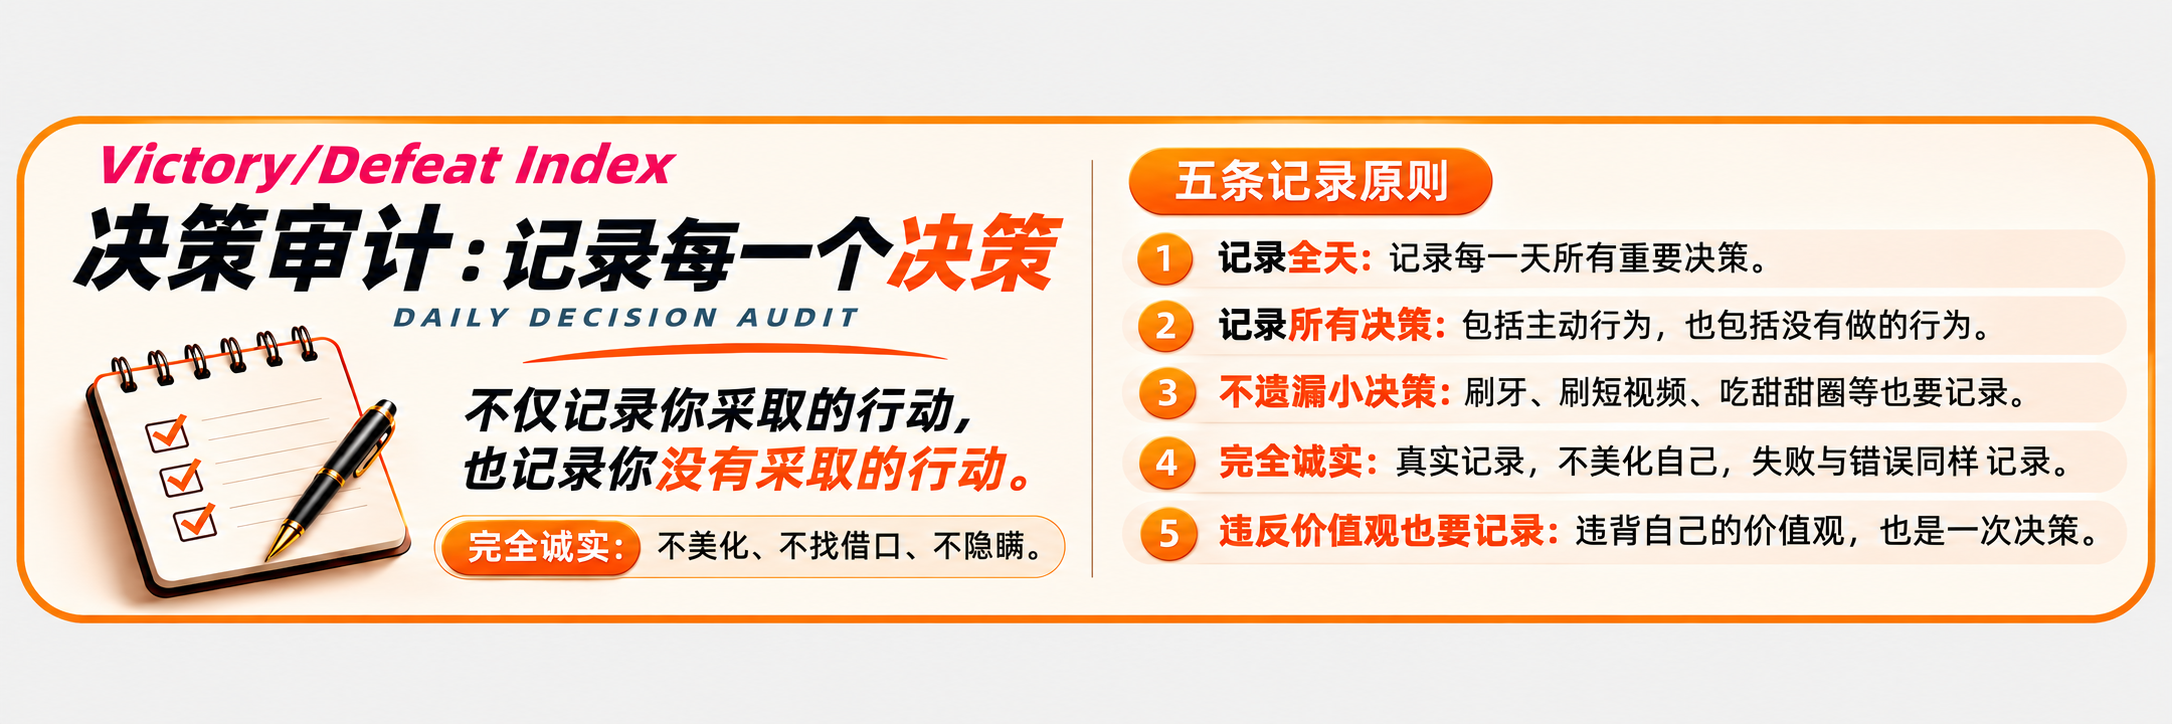 Victory/Defeat Index
决策审计：记录每一个决策
DAILY DECISION AUDIT
不仅记录你采取的行动，
也记录你没有采取的行动。
完全诚实： 不美化、不找借口、不隐瞒。
五条记录原则
1 记录全天： 记录每一天所有重要决策。
2 记录所有决策： 包括主动行为，也包括没有做的行为。
3 不遗漏小决策： 刷牙、刷短视频、吃甜甜圈等也要记录。
4 完全诚实： 真实记录，不美化自己，失败与错误同样记录。
5 违反价值观也要记录： 违背自己的价值观，也是一次决策。